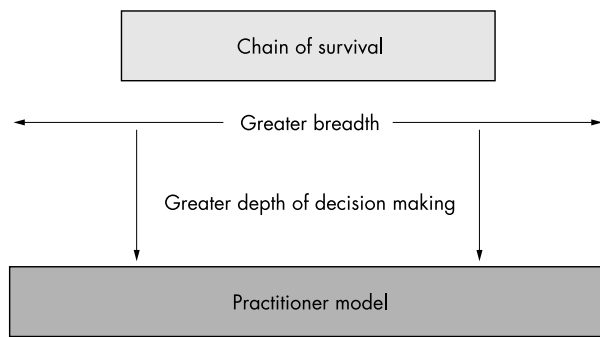 Chain of survival
Greater breadth
Greater depth of decision making
Practitioner model